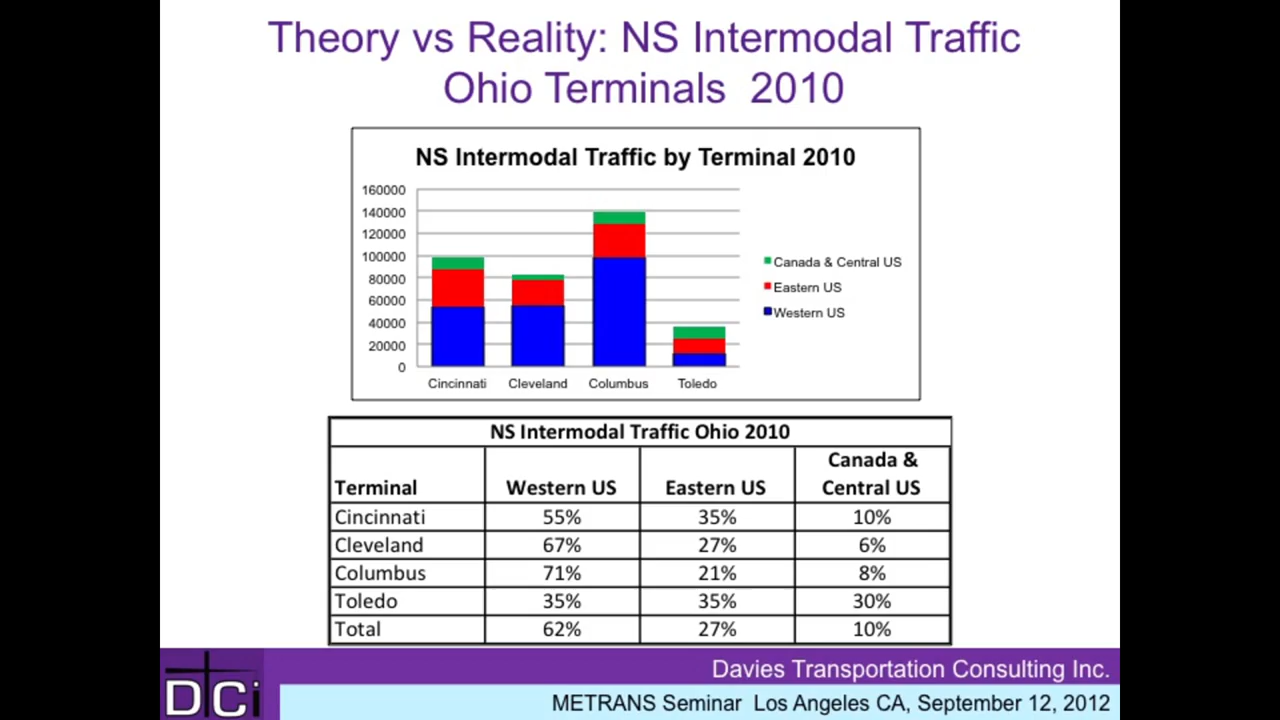 Theory vs Reality: NS Intermodal Traffic
Ohio Terminals 2010
NS Intermodal Traffic by Terminal 2010
160000
140000
120000
100000
80000
60000
40000
20000
0
Cincinnati Cleveland Columbus Toledo
Canada & Central US
Eastern US
Western US
NS Intermodal Traffic Ohio 2010
Terminal Western US Eastern US Canada & Central US
Cincinnati 55% 35% 10%
Cleveland 67% 27% 6%
Columbus 71% 21% 8%
Toledo 35% 35% 30%
Total 62% 27% 10%
Davies Transportation Consulting Inc.
DTCi
METRANS Seminar Los Angeles CA, September 12, 2012